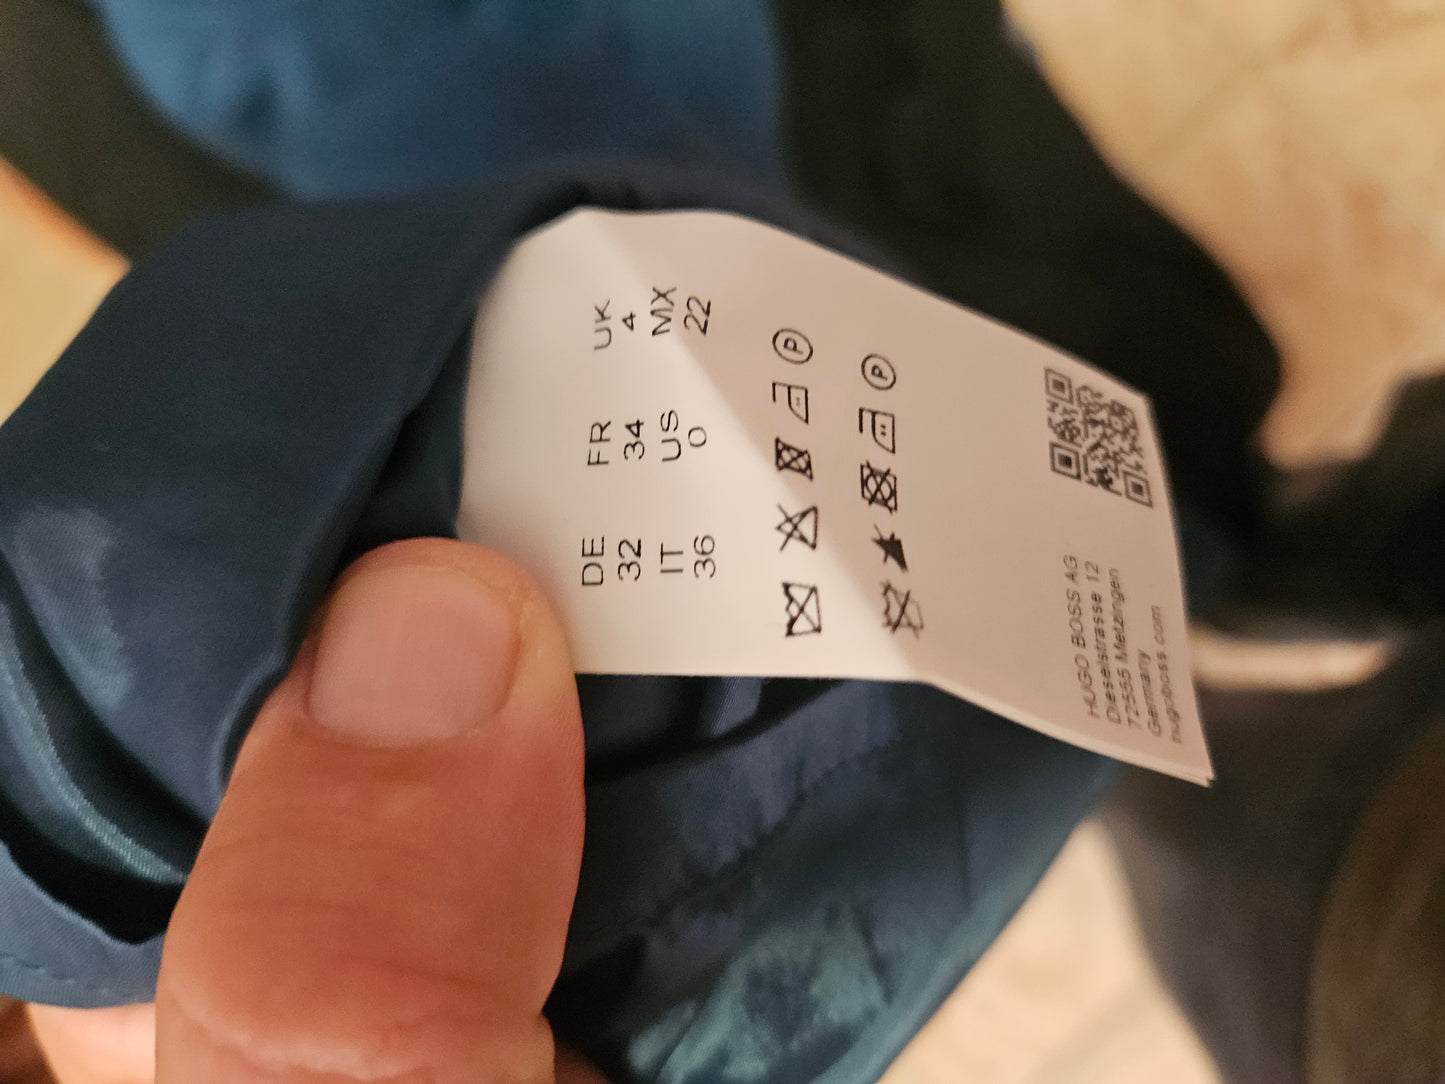 DE FR UK
32 34 4
IT US MX
36 0 22
P
P
HUGO BOSS AG
Dieselstrasse 12
72555 Metzingen
Germany
hugoboss.com